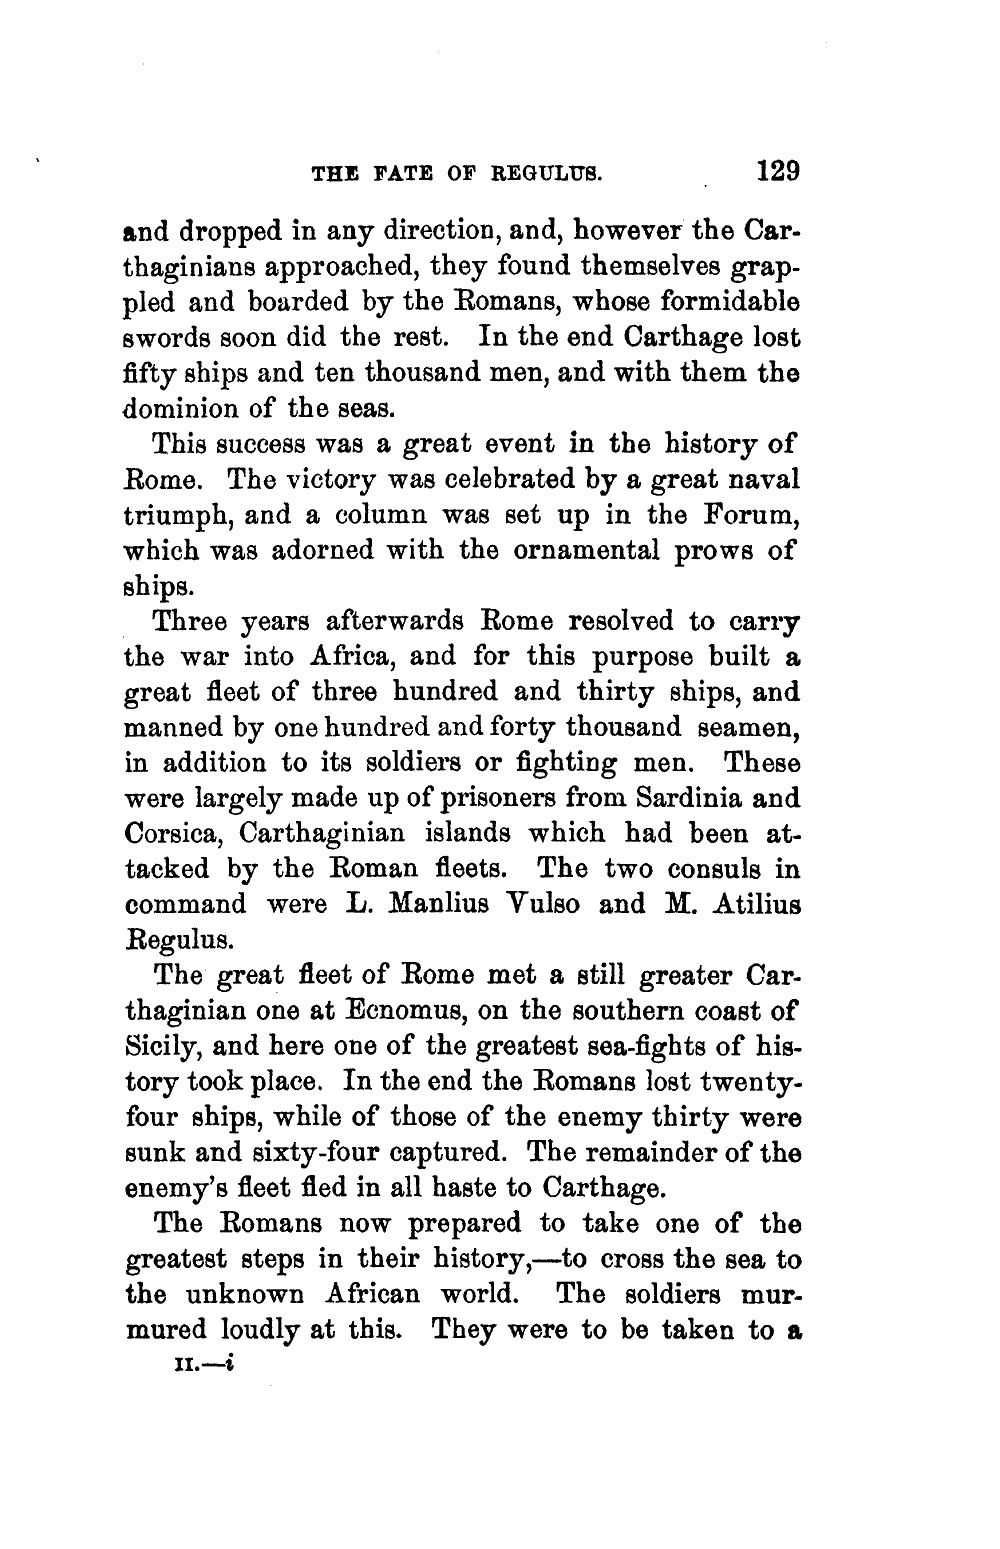 THE FATE OF REGULUS. 129
and dropped in any direction, and, however the Car-
thaginians approached, they found themselves grap-
pled and boarded by the Romans, whose formidable
swords soon did the rest. In the end Carthage lost
fifty ships and ten thousand men, and with them the
dominion of the seas.
This success was a great event in the history of
Rome. The victory was celebrated by a great naval
triumph, and a column was set up in the Forum,
which was adorned with the ornamental prows of
ships.
Three years afterwards Rome resolved to carry
the war into Africa, and for this purpose built a
great fleet of three hundred and thirty ships, and
manned by one hundred and forty thousand seamen,
in addition to its soldiers or fighting men. These
were largely made up of prisoners from Sardinia and
Corsica, Carthaginian islands which had been at-
tacked by the Roman fleets. The two consuls in
command were L. Manlius Vulso and M. Atilius
Regulus.
The great fleet of Rome met a still greater Car-
thaginian one at Ecnomus, on the southern coast of
Sicily, and here one of the greatest sea-fights of his-
tory took place. In the end the Romans lost twenty-
four ships, while of those of the enemy thirty were
sunk and sixty-four captured. The remainder of the
enemy's fleet fled in all haste to Carthage.
The Romans now prepared to take one of the
greatest steps in their history,—to cross the sea to
the unknown African world. The soldiers mur-
mured loudly at this. They were to be taken to a
II.—i